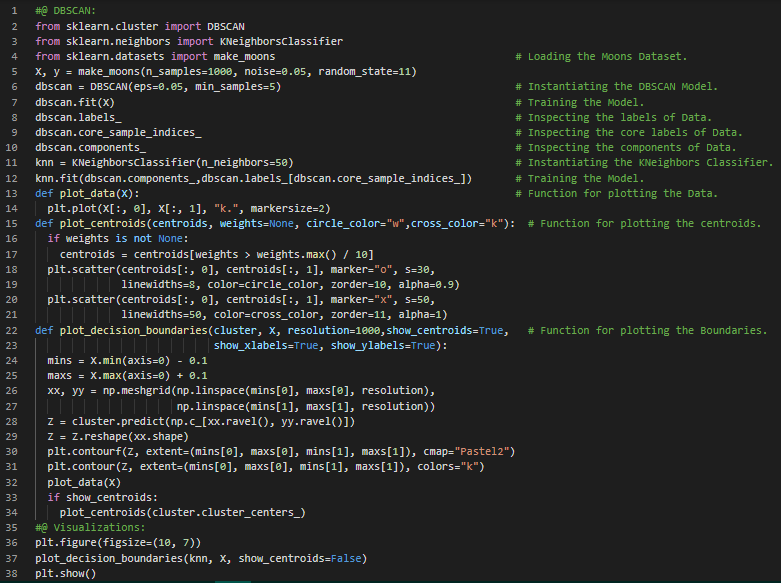 1 #@ DBSCAN:
2 from sklearn.cluster import DBSCAN
3 from sklearn.neighbors import KNeighborsClassifier
4 from sklearn.datasets import make_moons # Loading the Moons Dataset.
5 X, y = make_moons(n_samples=1000, noise=0.05, random_state=11)
6 dbscan = DBSCAN(eps=0.05, min_samples=5) # Instantiating the DBSCAN Model.
7 dbscan.fit(X) # Training the Model.
8 dbscan.labels_ # Inspecting the labels of Data.
9 dbscan.core_sample_indices_ # Inspecting the core labels of Data.
10 dbscan.components_ # Inspecting the components of Data.
11 knn = KNeighborsClassifier(n_neighbors=50) # Instantiating the KNeighbors Classifier.
12 knn.fit(dbscan.components_,dbscan.labels_[dbscan.core_sample_indices_]) # Training the Model.
13 def plot_data(X): # Function for plotting the Data.
14 plt.plot(X[:, 0], X[:, 1], "k.", markersize=2)
15 def plot_centroids(centroids, weights=None, circle_color="w",cross_color="k"): # Function for plotting the centroids.
16 if weights is not None:
17 centroids = centroids[weights > weights.max() / 10]
18 plt.scatter(centroids[:, 0], centroids[:, 1], marker="o", s=30,
19 linewidths=8, color=circle_color, zorder=10, alpha=0.9)
20 plt.scatter(centroids[:, 0], centroids[:, 1], marker="x", s=50,
21 linewidths=50, color=cross_color, zorder=11, alpha=1)
22 def plot_decision_boundaries(cluster, X, resolution=1000,show_centroids=True, # Function for plotting the Boundaries.
23 show_xlabels=True, show_ylabels=True):
24 mins = X.min(axis=0) - 0.1
25 maxs = X.max(axis=0) + 0.1
26 xx, yy = np.meshgrid(np.linspace(mins[0], maxs[0], resolution),
27 np.linspace(mins[1], maxs[1], resolution))
28 Z = cluster.predict(np.c_[xx.ravel(), yy.ravel()])
29 Z = Z.reshape(xx.shape)
30 plt.contourf(Z, extent=(mins[0], maxs[0], mins[1], maxs[1]), cmap="Pastel2")
31 plt.contour(Z, extent=(mins[0], maxs[0], mins[1], maxs[1]), colors="k")
32 plot_data(X)
33 if show_centroids:
34 plot_centroids(cluster.cluster_centers_)
35 #@ Visualizations:
36 plt.figure(figsize=(10, 7))
37 plot_decision_boundaries(knn, X, show_centroids=False)
38 plt.show()